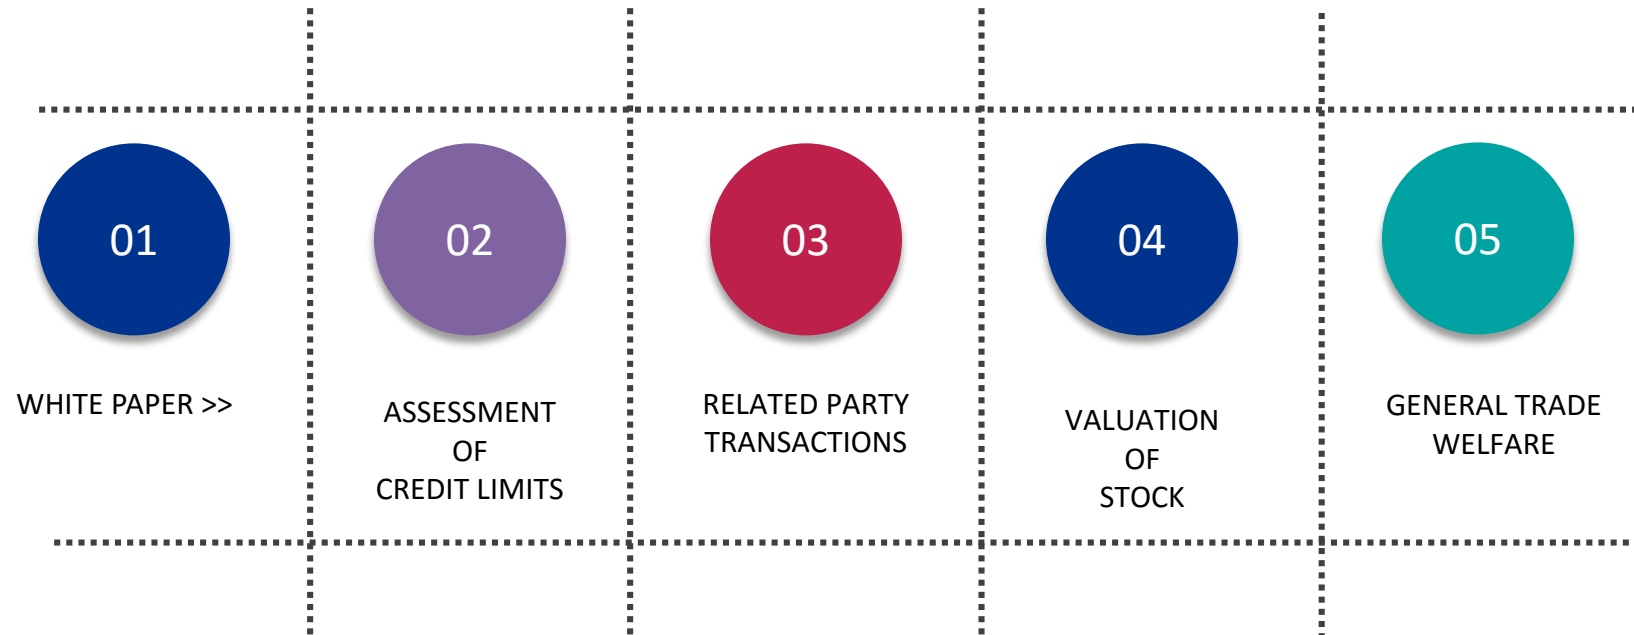 01
WHITE PAPER >>
02
ASSESSMENT
OF
CREDIT LIMITS
03
RELATED PARTY
TRANSACTIONS
04
VALUATION
OF
STOCK
05
GENERAL TRADE
WELFARE